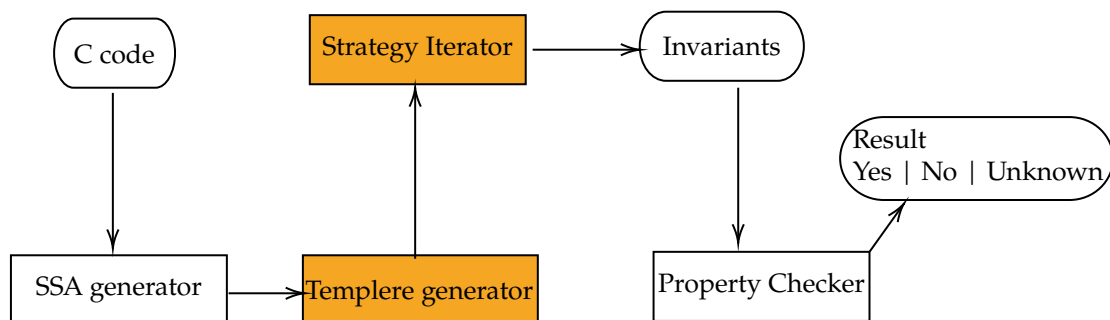 C code
Strategy Iterator
Invariants
Result
Yes | No | Unknown
SSA generator
Templere generator
Property Checker